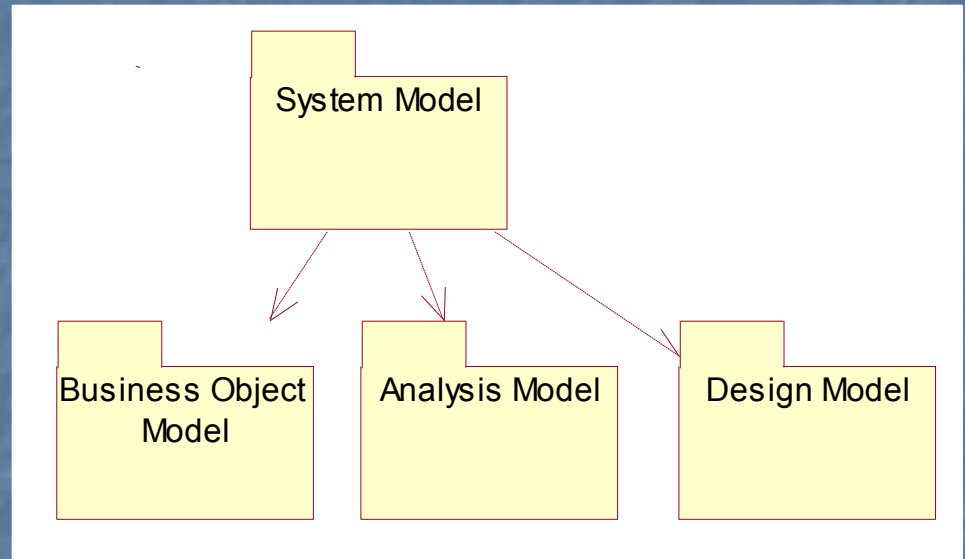 System Model
Business Object
Model
Analysis Model
Design Model